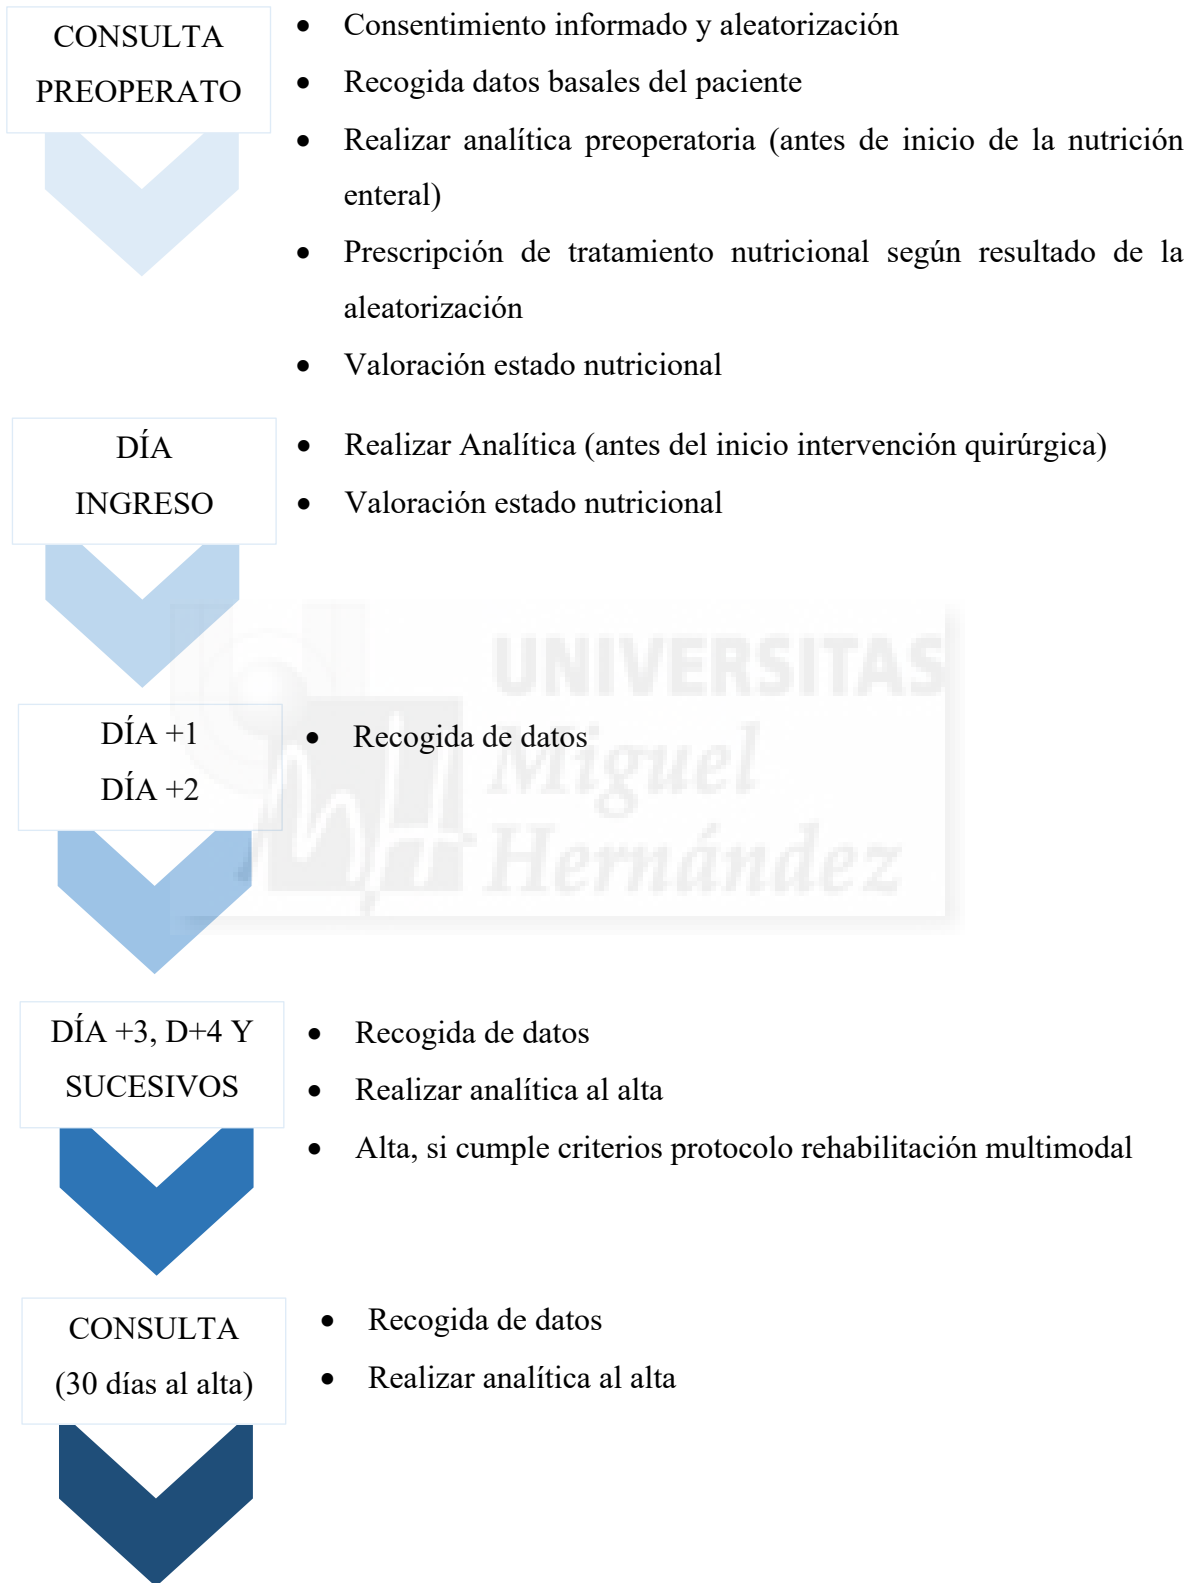 CONSULTA
PREOPERATO
• Consentimiento informado y aleatorización
• Recogida datos basales del paciente
• Realizar analítica preoperatoria (antes de inicio de la nutrición
enteral)
• Prescripción de tratamiento nutricional según resultado de la
aleatorización
• Valoración estado nutricional
DÍA
INGRESO
• Realizar Analítica (antes del inicio intervención quirúrgica)
• Valoración estado nutricional
UNIVERSITAS
Miguel
Hernández
DÍA +1
DÍA +2
• Recogida de datos
DÍA +3, D+4 Y
SUCESIVOS
• Recogida de datos
• Realizar analítica al alta
• Alta, si cumple criterios protocolo rehabilitación multimodal
CONSULTA
(30 días al alta)
• Recogida de datos
• Realizar analítica al alta